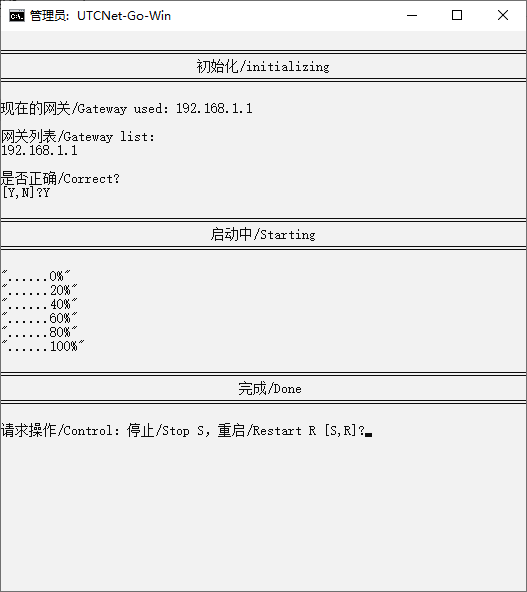 管理员: UTCNet-Go-Win
初始化/initializing
现在的网关/Gateway used: 192.168.1.1
网关列表/Gateway list:
192.168.1.1
是否正确/Correct?
[Y,N]?Y
启动中/Starting
"......0%"
"......20%"
"......40%"
"......60%"
"......80%"
"......100%"
完成/Done
请求操作/Control: 停止/Stop S, 重启/Restart R [S,R]?